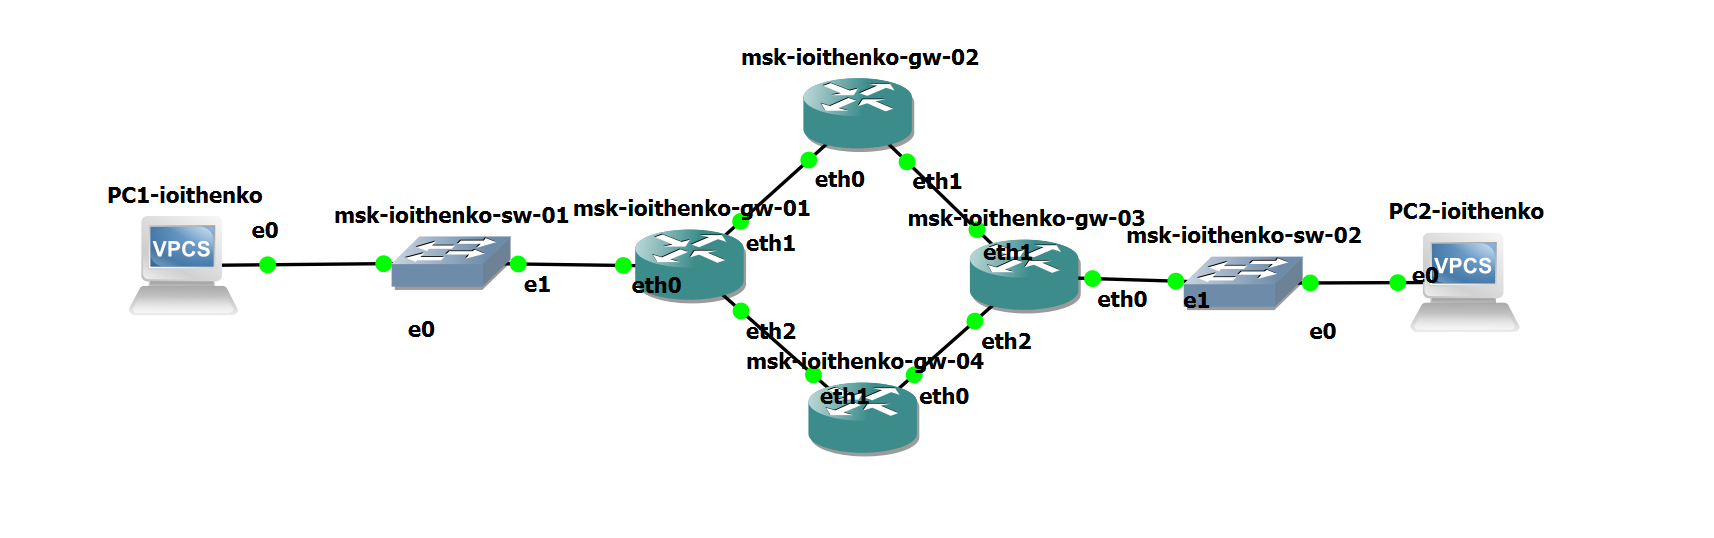 msk-ioithenko-gw-02
eth0
eth1
PC1-ioithenko
VPCS
e0
msk-ioithenko-sw-01
e0
e1
msk-ioithenko-gw-01
eth0
eth1
eth2
msk-ioithenko-gw-03
eth1
eth0
eth2
msk-ioithenko-sw-02
e1
e0
PC2-ioithenko
e0
VPCS
msk-ioithenko-gw-04
eth1
eth0